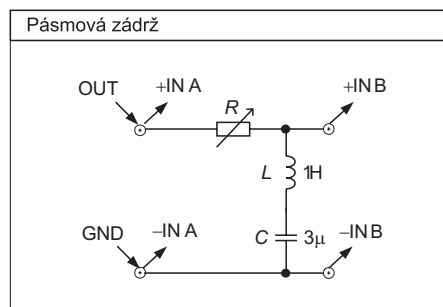 Pásmová zádrž
OUT +IN A +IN B
R
L 1H
GND –IN A C 3µ –IN B